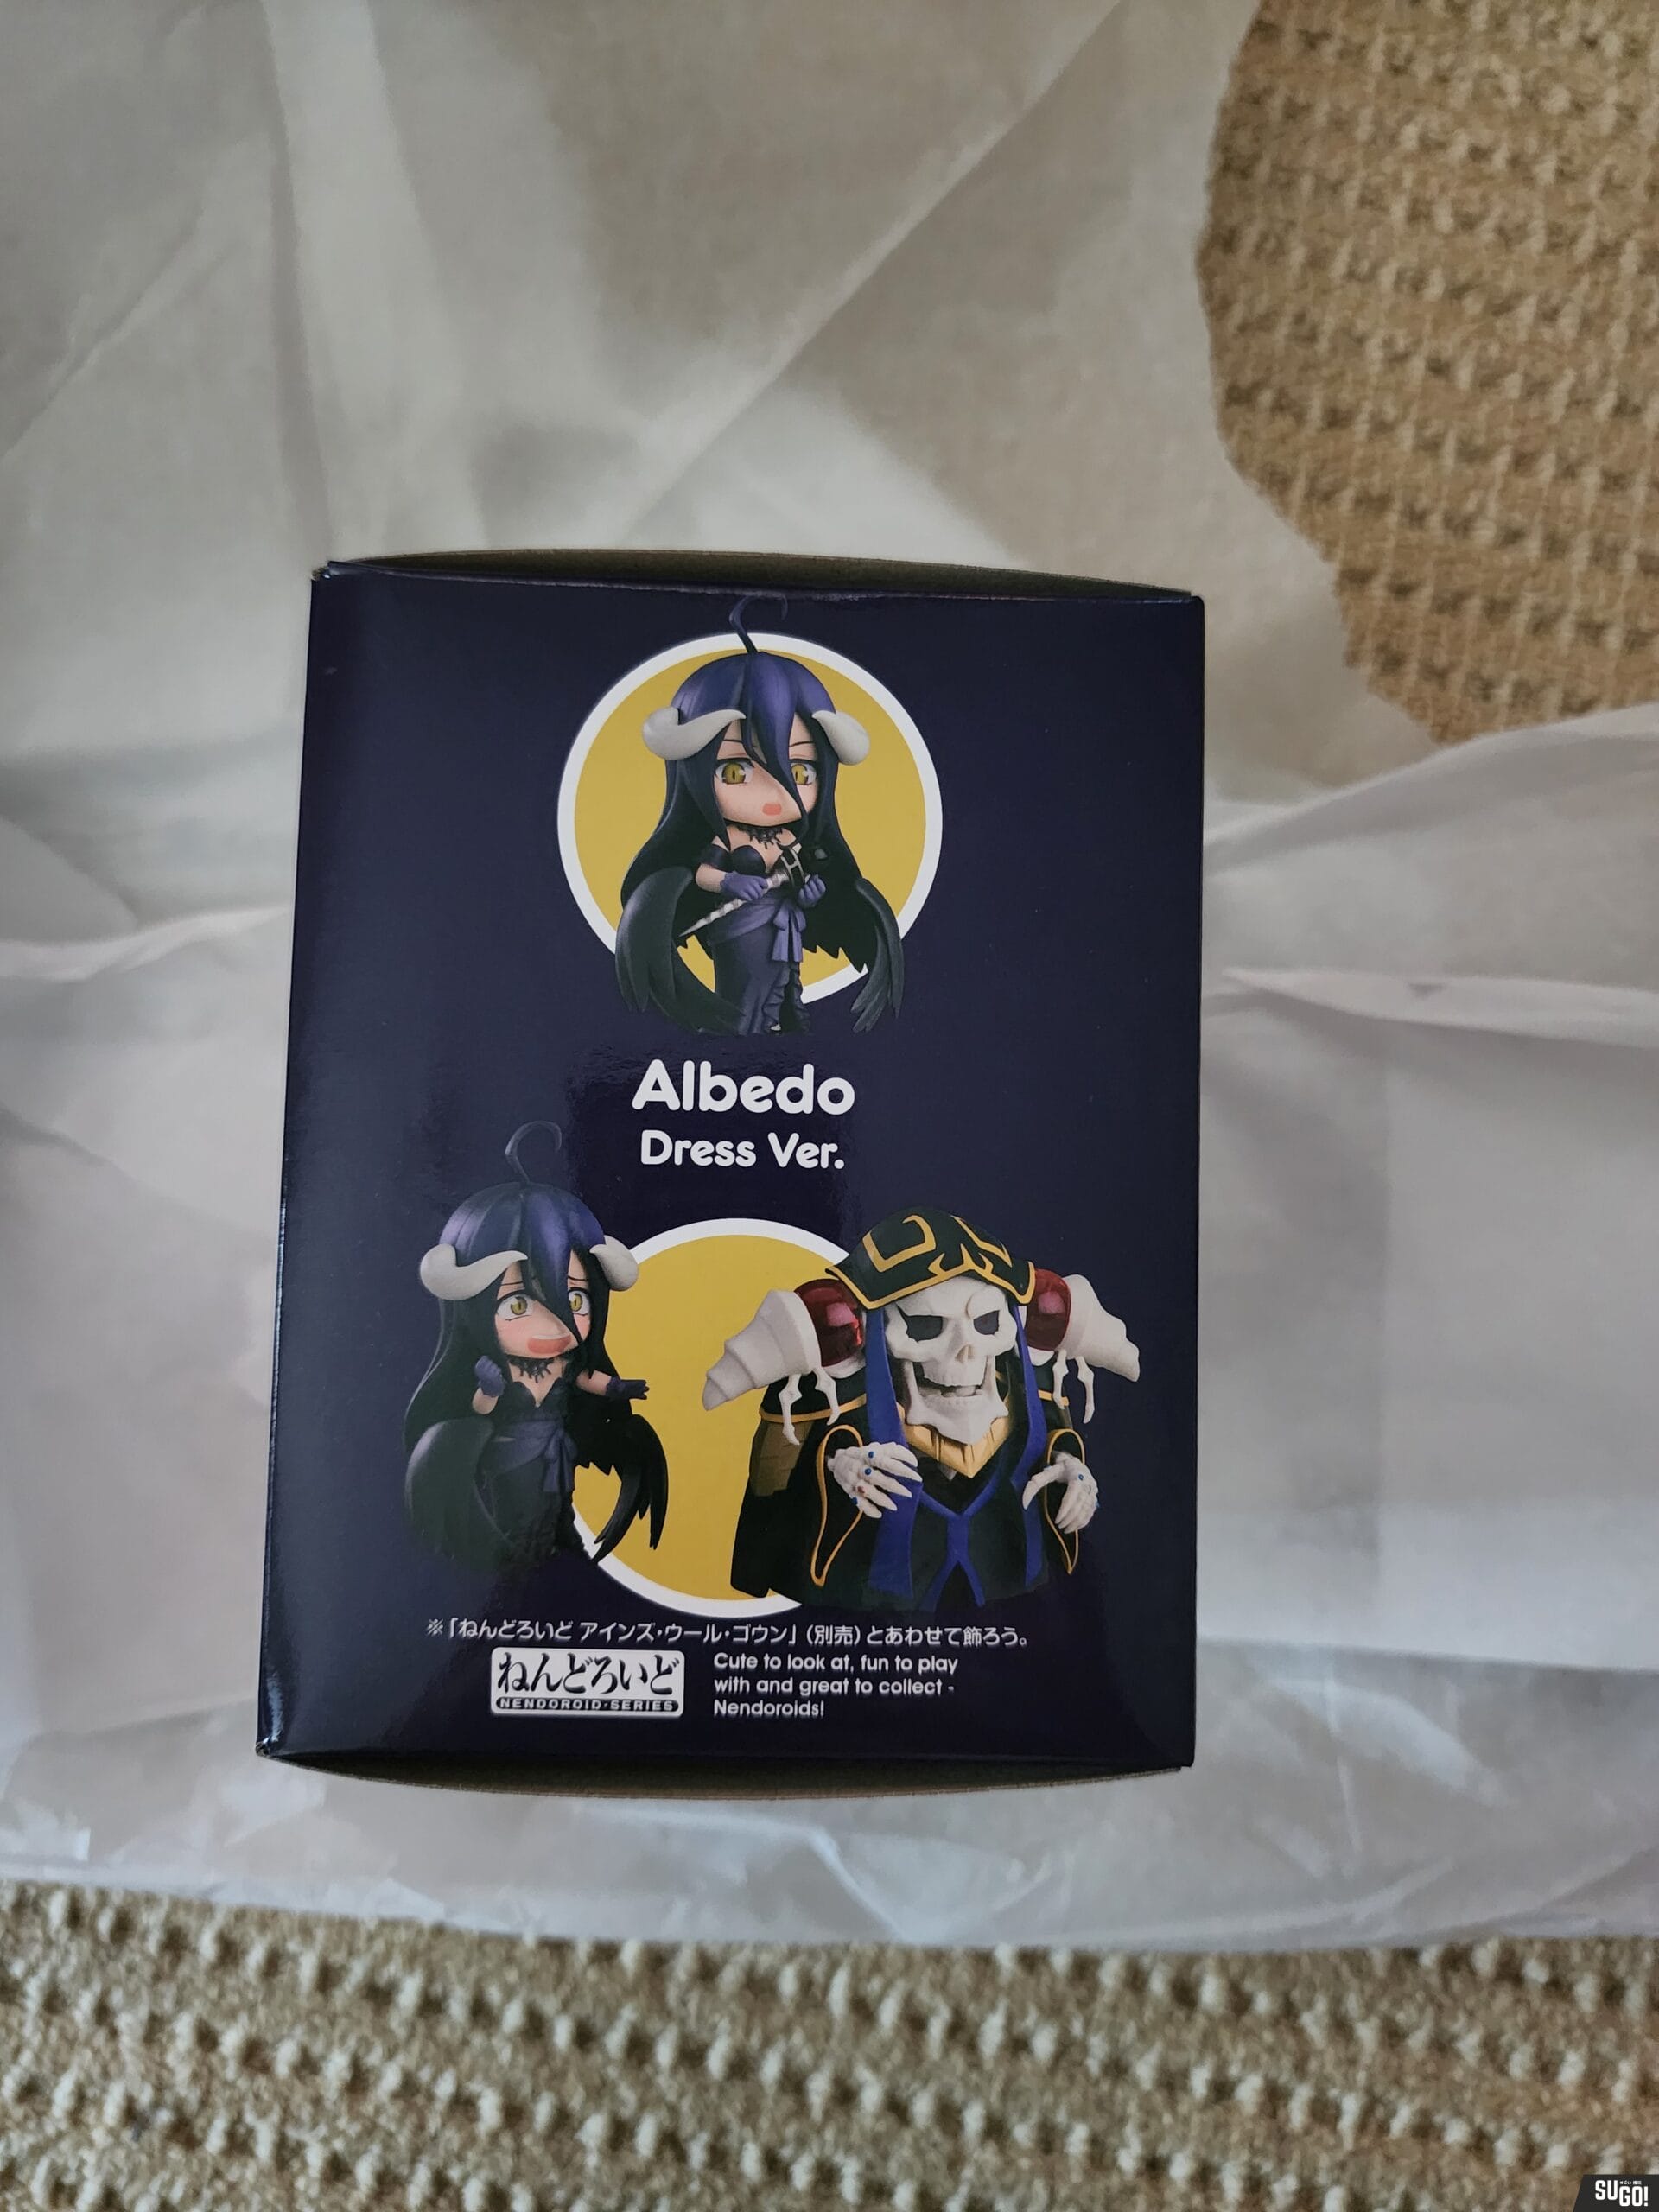 Albedo
Dress Ver.
※「ねんどろいど アインズ・ウール・ゴウン」(別売)とあわせて飾ろう。
ねんどろいど
NENDOROID·SERIES
Cute to look at, fun to play
with and great to collect -
Nendoroids!
SUGOI